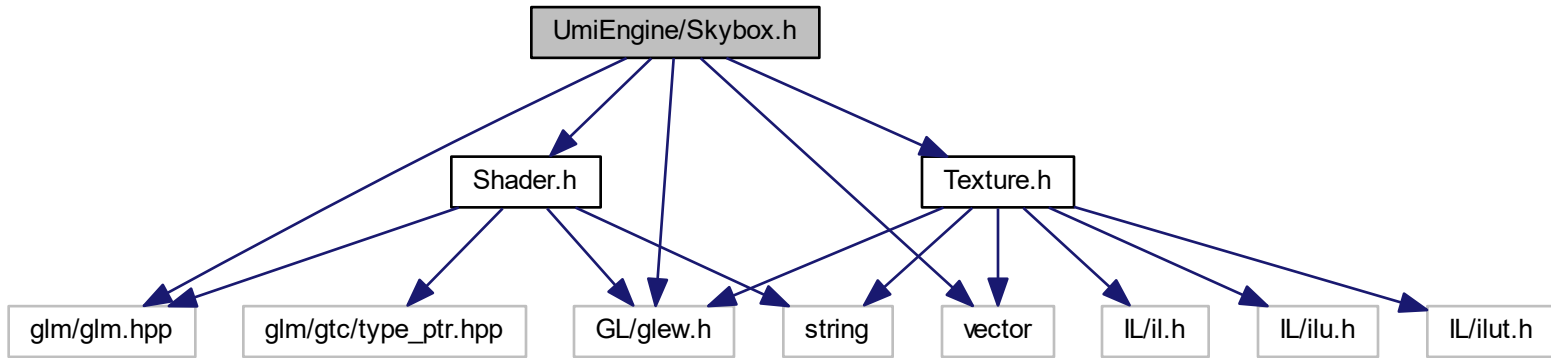 UmiEngine/Skybox.h
Shader.h
Texture.h
glm/glm.hpp
glm/gtc/type_ptr.hpp
GL/glew.h
string
vector
IL/il.h
IL/ilu.h
IL/ilut.h